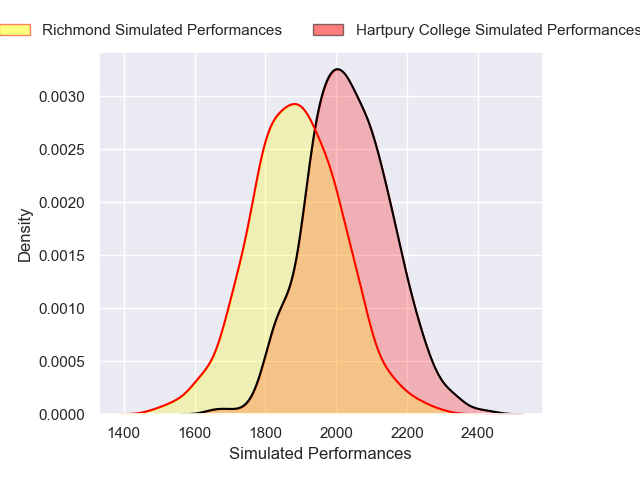 Richmond Simulated Performances
Hartpury College Simulated Performances
0.0030
0.0025
0.0020
0.0015
0.0010
0.0005
0.0000
Density
1400 1600 1800 2000 2200 2400
Simulated Performances